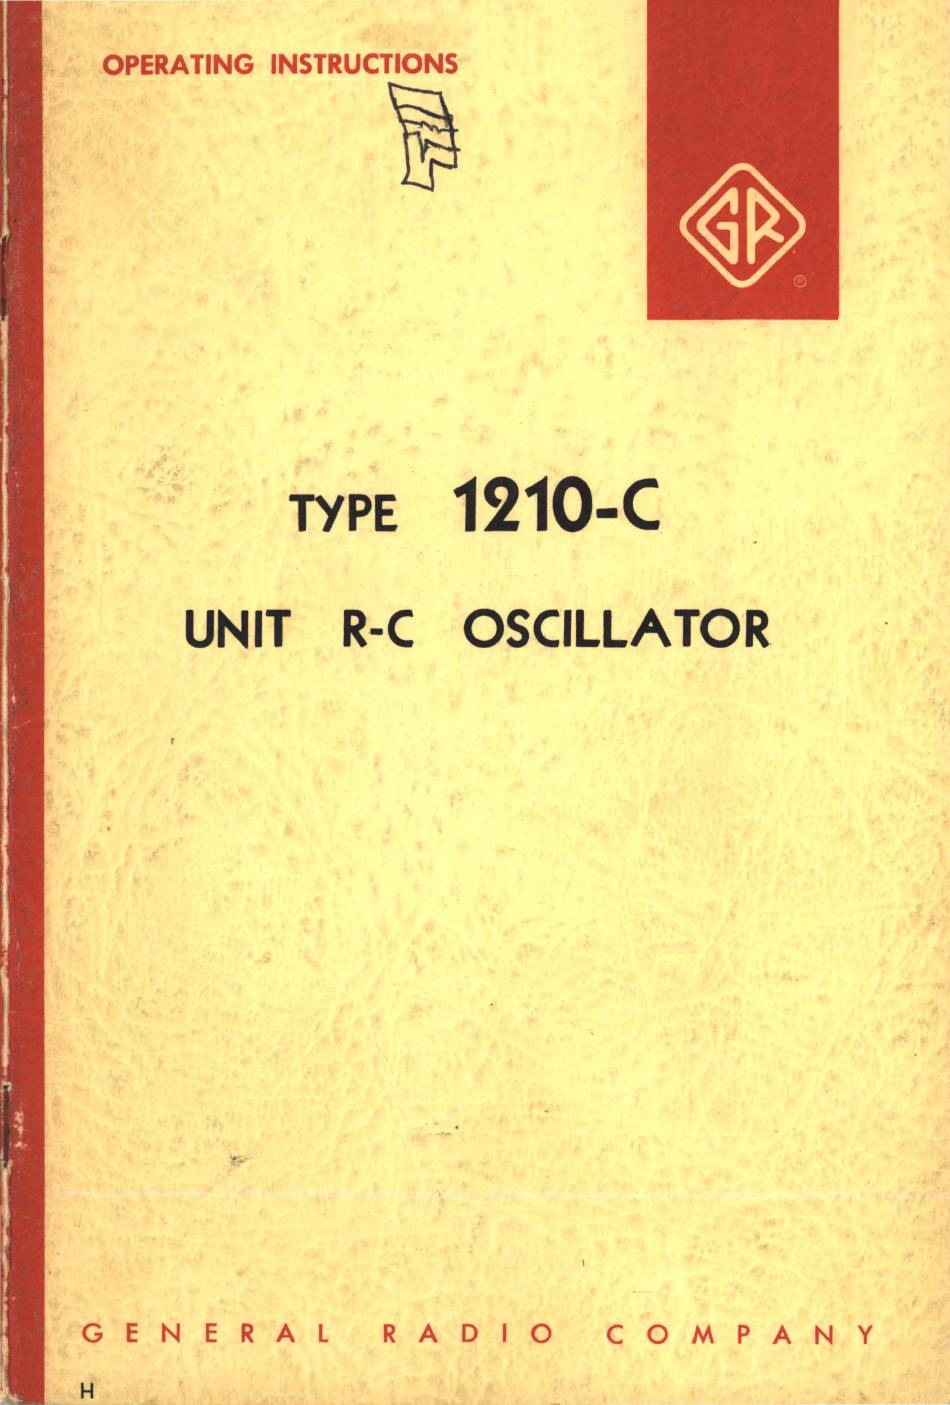 OPERATING INSTRUCTIONS
GR
®
TYPE 1210-C
UNIT R-C OSCILLATOR
GENERAL RADIO COMPANY
H